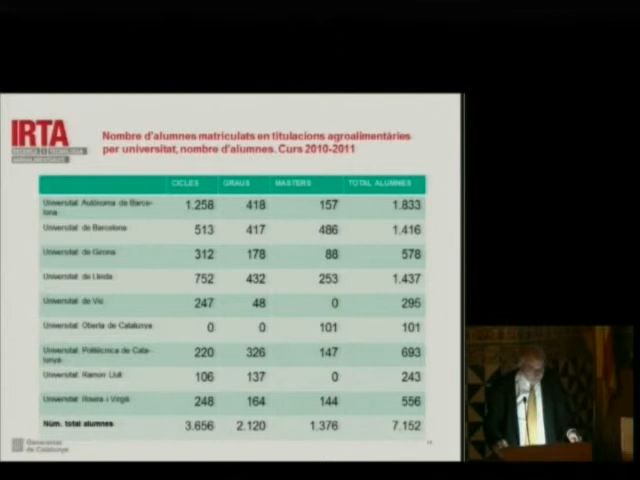 IRTA
Nombre d'alumnes matriculats en titulacions agroalimentàries
per universitat, nombre d'alumnes. Curs 2010-2011
CICLES GRAUS MASTERS TOTAL ALUMNES
Universitat Autònoma de Barce-
lona 1.258 418 157 1.833
Universitat de Barcelona 513 417 486 1.416
Universitat de Girona 312 178 88 578
Universitat de Lleida 752 432 253 1.437
Universitat de Vic 247 48 0 295
Universitat Oberta de Catalunya 0 0 101 101
Universitat Politècnica de Cata-
lunya 220 326 147 693
Universitat Ramon Llull 106 137 0 243
Universitat Rovira i Virgili 248 164 144 556
Núm. total alumnes 3.656 2.120 1.376 7.152
Generalitat
de Catalunya